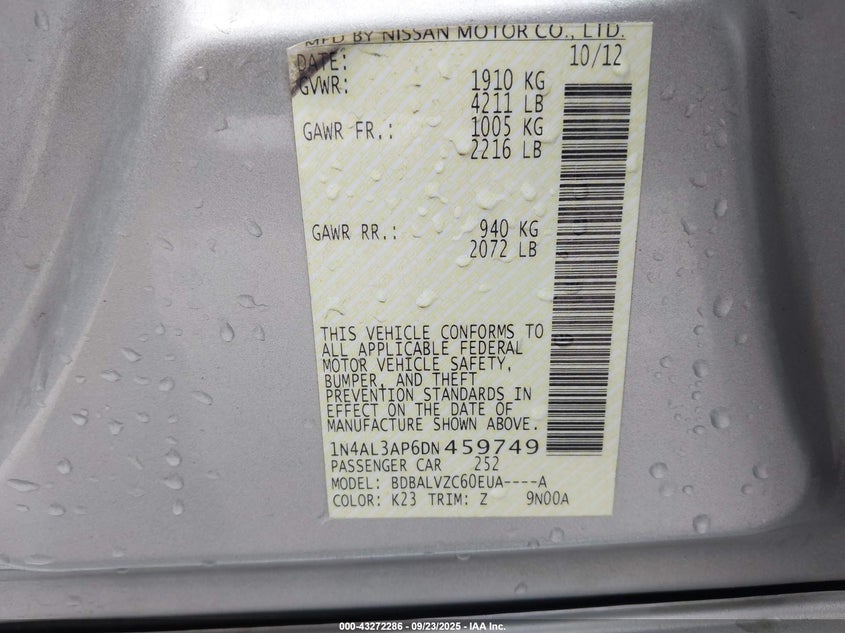 MFD BY NISSAN MOTOR CO., LTD.
DATE: 10/12
GVWR: 1910 KG
4211 LB
GAWR FR.: 1005 KG
2216 LB
GAWR RR.: 940 KG
2072 LB
THIS VEHICLE CONFORMS TO
ALL APPLICABLE FEDERAL
MOTOR VEHICLE SAFETY,
BUMPER, AND THEFT
PREVENTION STANDARDS IN
EFFECT ON THE DATE OF
MANUFACTURE SHOWN ABOVE.
1N4AL3AP6DN459749
PASSENGER CAR 252
MODEL: BDBALVZC60EUA----A
COLOR: K23 TRIM: Z 9N00A
000-43272286 - 09/23/2025 - IAA Inc.